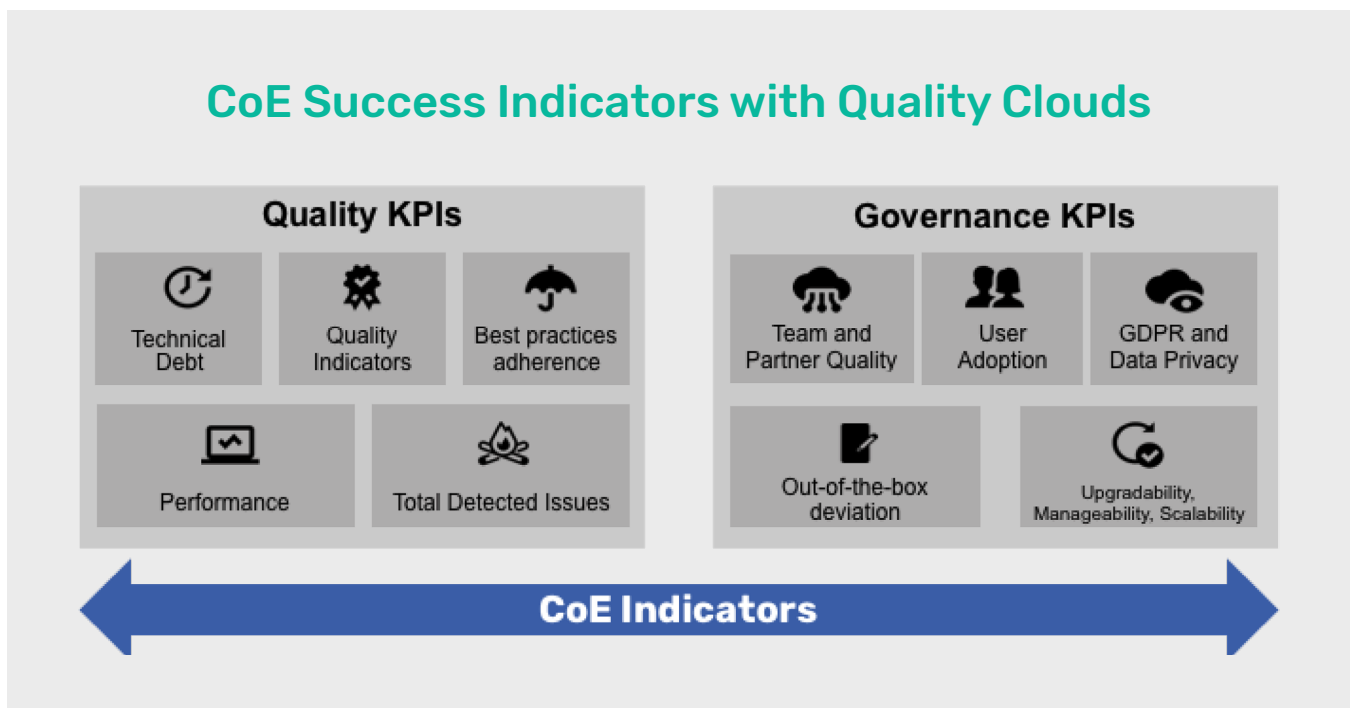 CoE Success Indicators with Quality Clouds
Quality KPIs
Technical
Debt
Quality
Indicators
Best practices
adherence
Performance
Total Detected Issues
Governance KPIs
Team and
Partner Quality
User
Adoption
GDPR and
Data Privacy
Out-of-the-box
deviation
Upgradability,
Manageability, Scalability
CoE Indicators